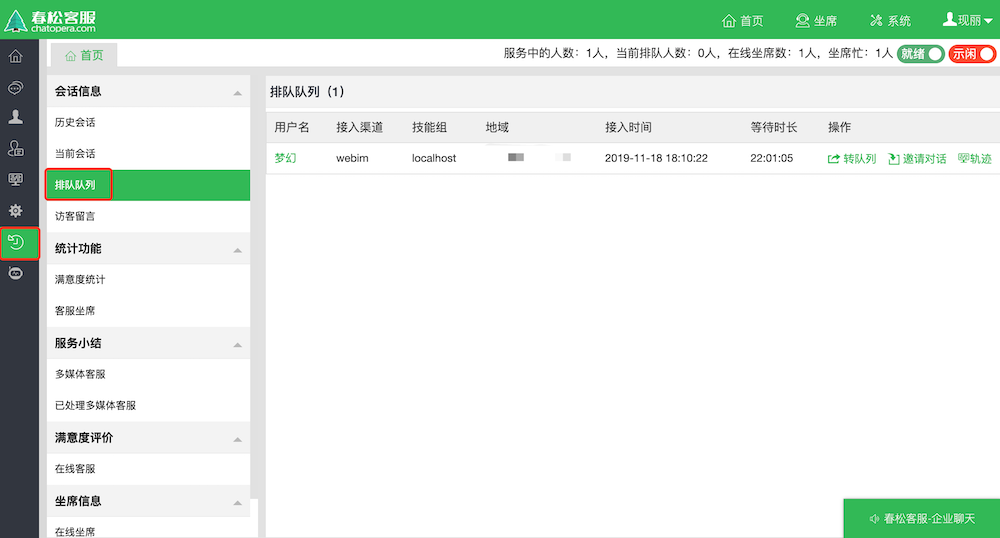 春松客服
chatopera.com
首页 坐席 系统 现丽
首页
服务中的人数：1人，当前排队人数：0人，在线坐席数：1人，坐席忙：1人 就绪 示闲
会话信息
历史会话
当前会话
排队队列
访客留言
统计功能
满意度统计
客服坐席
服务小结
多媒体客服
已处理多媒体客服
满意度评价
在线客服
坐席信息
在线坐席
排队队列（1）
用户名 接入渠道 技能组 地域 接入时间 等待时长 操作
梦幻 webim localhost 2019-11-18 18:10:22 22:01:05 转队列 邀请对话 轨迹
春松客服-企业聊天